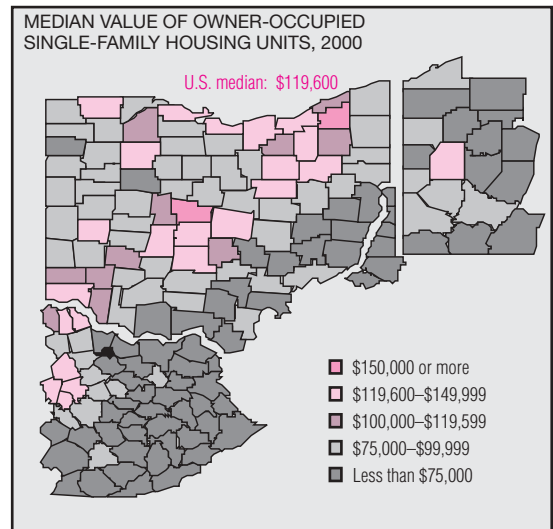 MEDIAN VALUE OF OWNER-OCCUPIED
SINGLE-FAMILY HOUSING UNITS, 2000
U.S. median: $119,600
$150,000 or more
$119,600–$149,999
$100,000–$119,599
$75,000–$99,999
Less than $75,000